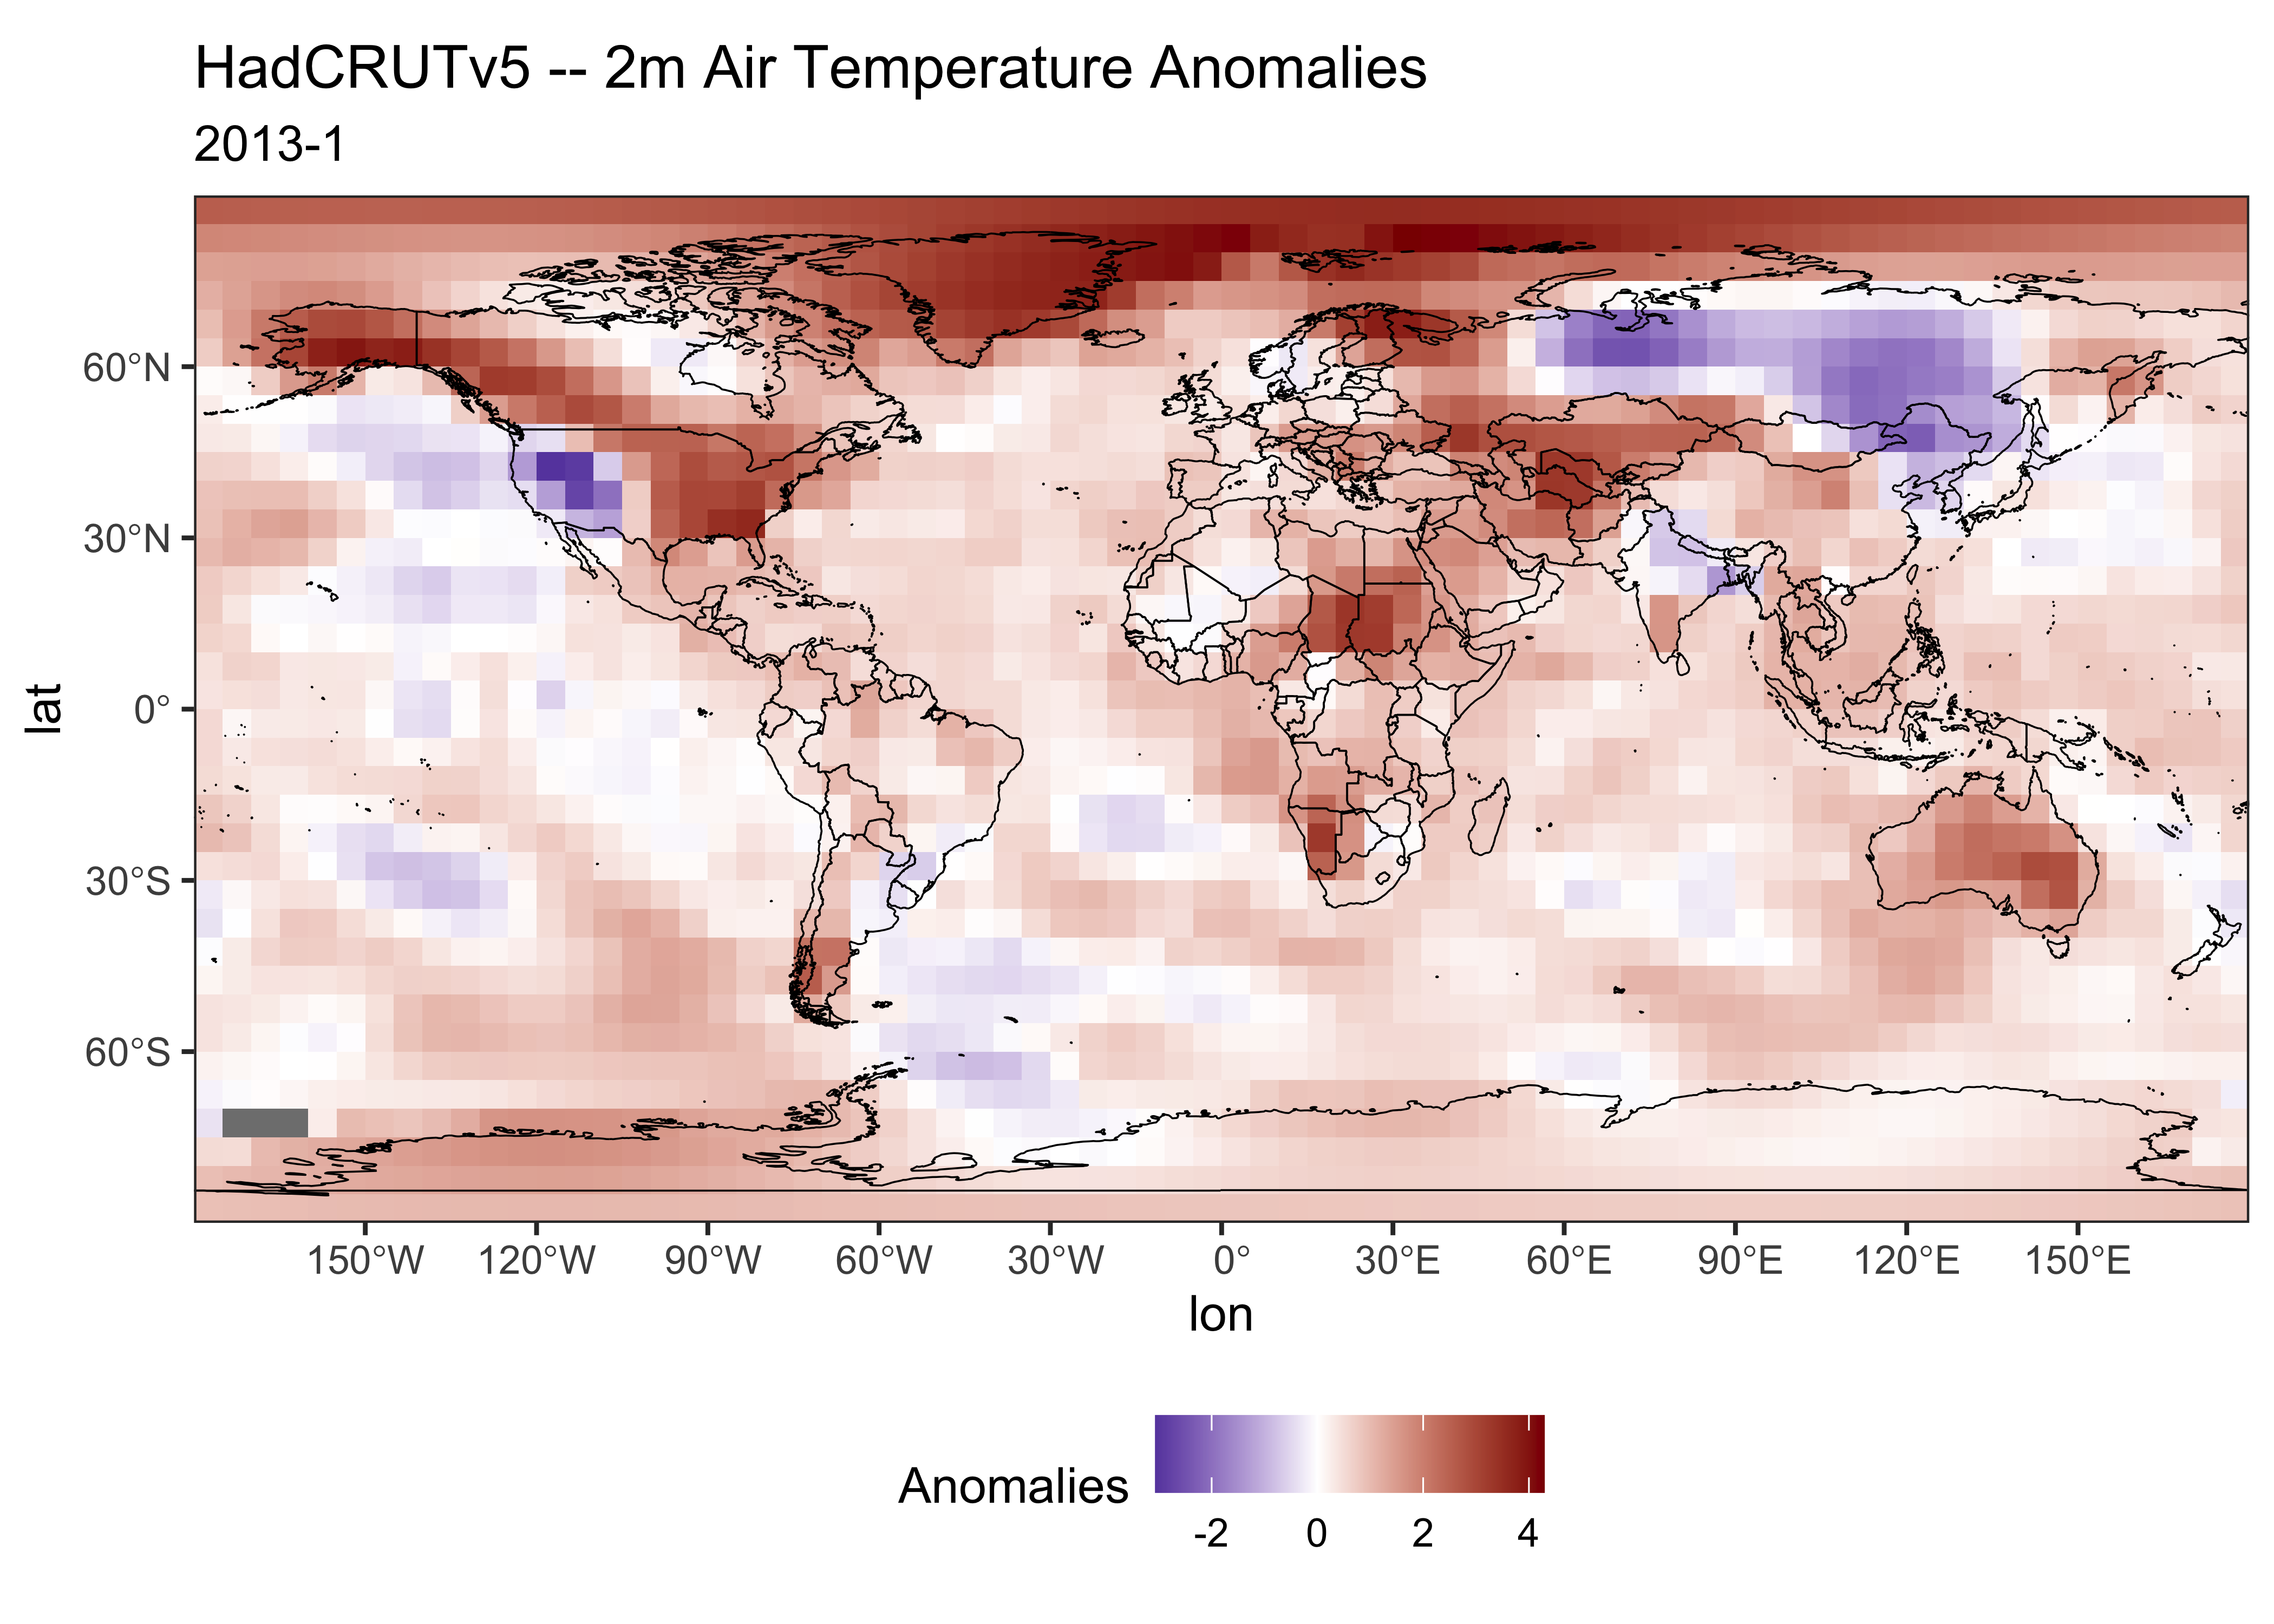 HadCRUTv5 -- 2m Air Temperature Anomalies
2013-1
lat
60°N
30°N
0°
30°S
60°S
150°W 120°W 90°W 60°W 30°W 0° 30°E 60°E 90°E 120°E 150°E
lon
Anomalies
-2 0 2 4